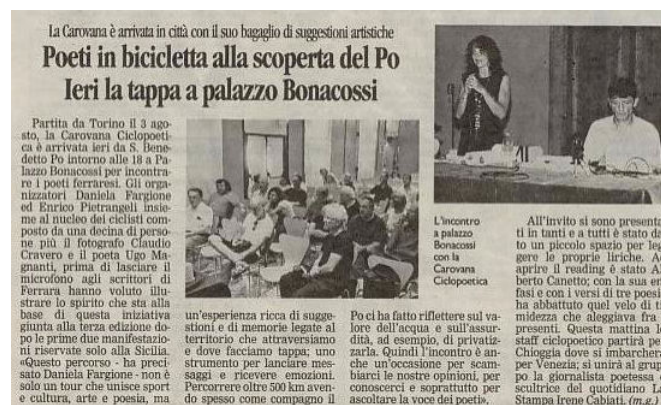 La Carovana è arrivata in città con il suo bagaglio di suggestioni artistiche
Poeti in bicicletta alla scoperta del Po
Ieri la tappa a palazzo Bonacossi
Partita da Torino il 3 ago-
sto, la Carovana Ciclopoeti-
ca è arrivata ieri da S. Bene-
detto Po intorno alle 18 a Pa-
lazzo Bonacossi per incontra-
re i poeti ferraresi. Gli orga-
nizzatori Daniela Fargione
ed Enrico Pietrangeli insie-
me al nucleo dei ciclisti com-
posto da una decina di perso-
ne più il fotografo Claudio
Cravero e il poeta Ugo Ma-
gnanti, prima di lasciare il
microfono agli scrittori di
Ferrara hanno voluto illu-
strare lo spirito che sta alla
base di questa iniziativa
giunta alla terza edizione do-
po le prime due manifestazio-
ni riservate solo alla Sicilia.
«Questo percorso - ha preci-
sato Daniela Fargione - non è
solo un tour che unisce sport
e cultura, arte e poesia, ma
un'esperienza ricca di sugge-
stioni e di memorie legate al
territorio che attraversiamo
e dove facciamo tappa; uno
strumento per lanciare mes-
saggi e ricevere emozioni.
Percorrere oltre 500 km aven-
do spesso come compagno il
Po ci ha fatto riflettere sul va-
lore dell'acqua e sull'assur-
dità, ad esempio, di privatiz-
zarla. Quindi l'incontro è an-
che un'occasione per scam-
biarci le nostre opinioni, per
conoscerci e soprattutto per
ascoltare la voce dei poeti».
L'incontro
a palazzo
Bonacossi
con la
Carovana
Ciclopoetica
All'invito si sono presenta
ti in tanti e a tutti è stato da
to un piccolo spazio per leg
gere le proprie liriche. Ad
aprire il reading è stato Al
berto Canetto; con la sua en
fasi e con i versi di tre poesi
ha abbattuto quel velo di ti
midezza che aleggiava fra i
presenti. Questa mattina lo
staff ciclopoetico partirà pe
Chioggia dove si imbarcherà
per Venezia; si unirà al grup
po la giornalista poetessa e
scultrice del quotidiano La
Stampa Irene Cabiati. (m.g.)